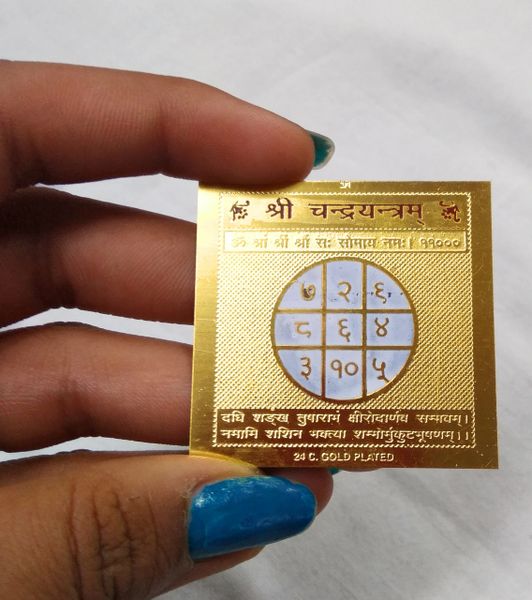 ॐ
श्री चन्द्रयन्त्रम्
ॐ श्रां श्रीं श्रौं सः सोमाय नमः। ११०००
७ २ ९
८ ६ ४
३ १० ५
दधि शङ्ख तुषाराभं क्षीरोदार्णव सम्भवम्।
नमामि शशिन भक्त्या शम्भोर्मुकुटभूषणम्।।
24 C. GOLD PLATED